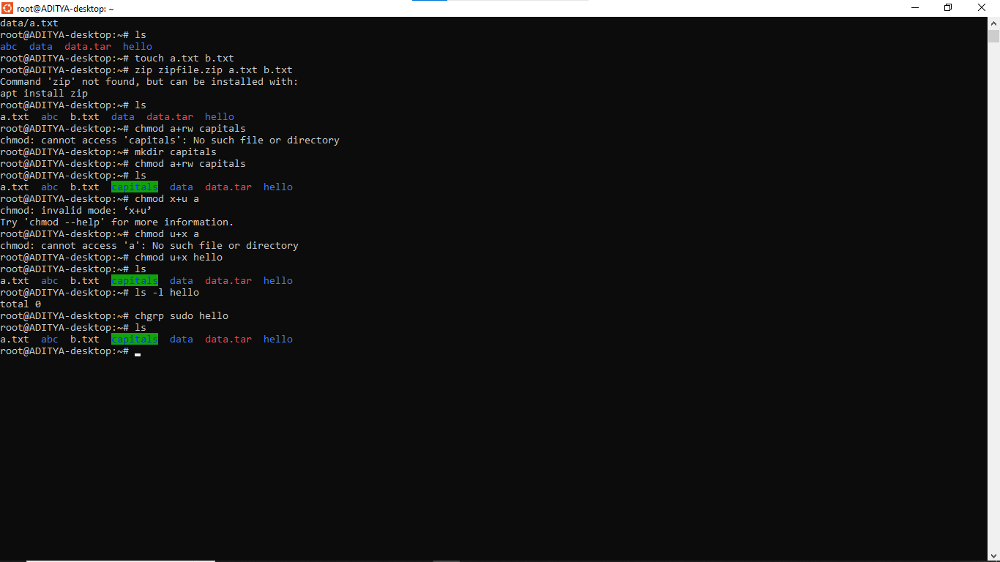 root@ADITYA-desktop: ~
data/a.txt
root@ADITYA-desktop:~# ls
abc  data  data.tar  hello
root@ADITYA-desktop:~# touch a.txt b.txt
root@ADITYA-desktop:~# zip zipfile.zip a.txt b.txt
Command 'zip' not found, but can be installed with:
apt install zip
root@ADITYA-desktop:~# ls
a.txt  abc  b.txt  data  data.tar  hello
root@ADITYA-desktop:~# chmod a+rw capitals
chmod: cannot access 'capitals': No such file or directory
root@ADITYA-desktop:~# mkdir capitals
root@ADITYA-desktop:~# chmod a+rw capitals
root@ADITYA-desktop:~# ls
a.txt  abc  b.txt  capitals  data  data.tar  hello
root@ADITYA-desktop:~# chmod x+u a
chmod: invalid mode: ‘x+u’
Try 'chmod --help' for more information.
root@ADITYA-desktop:~# chmod u+x a
chmod: cannot access 'a': No such file or directory
root@ADITYA-desktop:~# chmod u+x hello
root@ADITYA-desktop:~# ls
a.txt  abc  b.txt  capitals  data  data.tar  hello
root@ADITYA-desktop:~# ls -l hello
total 0
root@ADITYA-desktop:~# chgrp sudo hello
root@ADITYA-desktop:~# ls
a.txt  abc  b.txt  capitals  data  data.tar  hello
root@ADITYA-desktop:~#